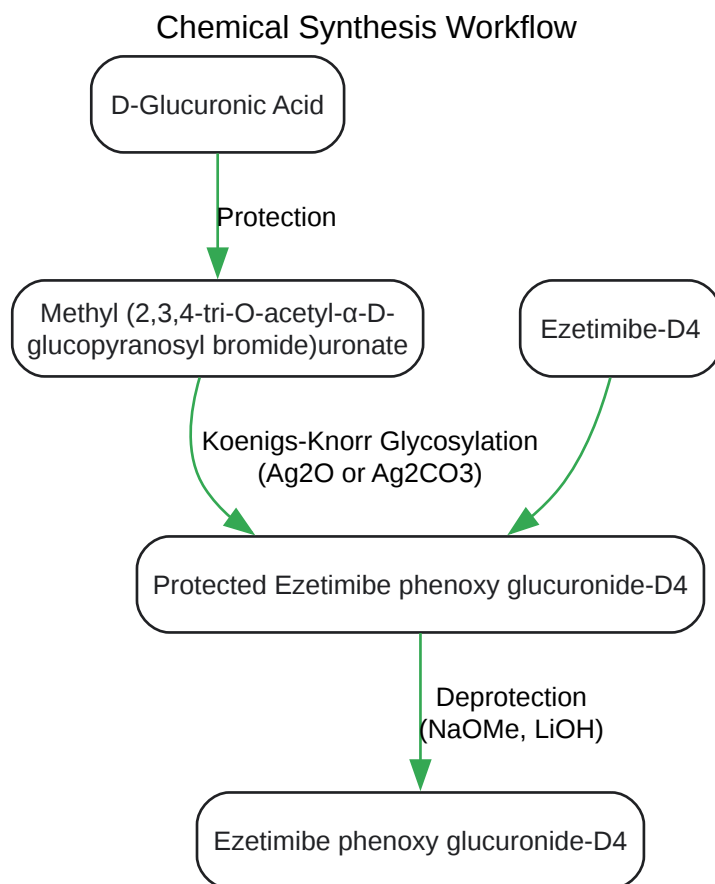 Chemical Synthesis Workflow
D-Glucuronic Acid
Protection
Methyl (2,3,4-tri-O-acetyl-α-D-
glucopyranosyl bromide)uronate
Ezetimibe-D4
Koenigs-Knorr Glycosylation
(Ag2O or Ag2CO3)
Protected Ezetimibe phenoxy glucuronide-D4
Deprotection
(NaOMe, LiOH)
Ezetimibe phenoxy glucuronide-D4